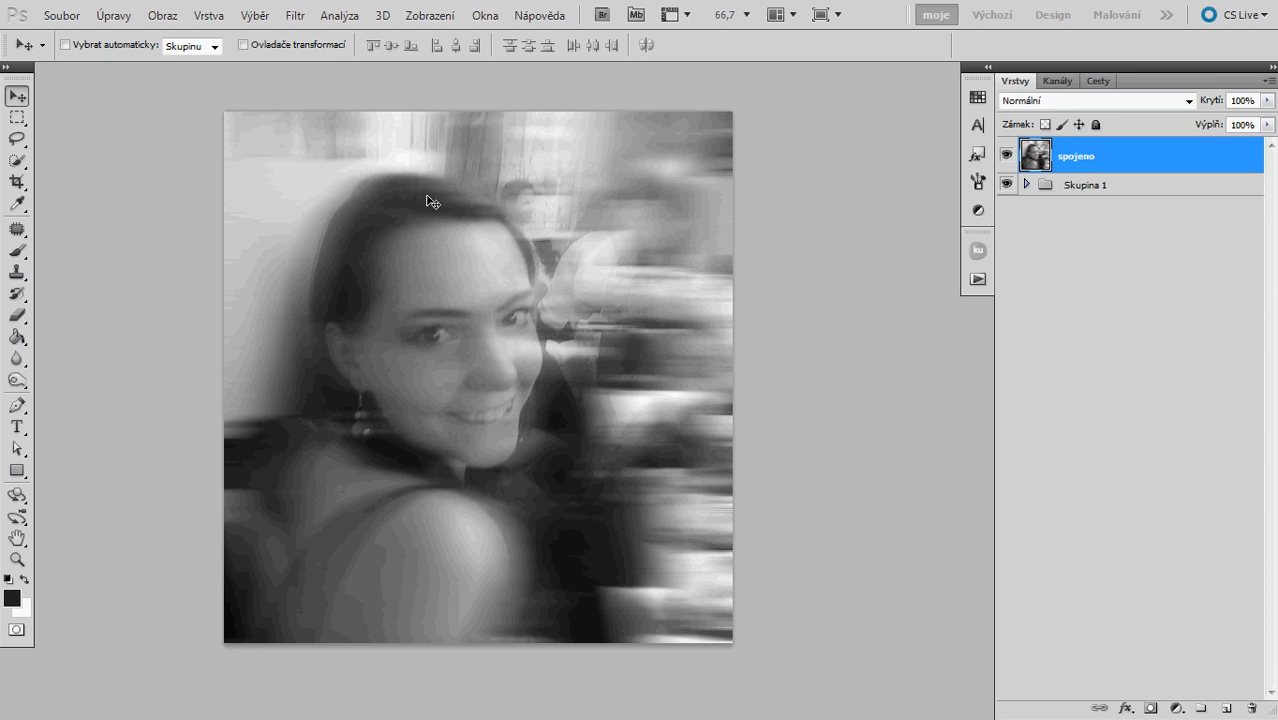 Ps Soubor Úpravy Obraz Vrstva Výběr Filtr Analýza 3D Zobrazení Okna Nápověda Br Mb 66,7 moje Výchozí Design Malování CS Live
Vybrat automaticky: Skupinu Ovladače transformací
Vrstvy Kanály Cesty
Normální Krytí: 100%
Zámek: Výplň: 100%
spojeno
Skupina 1
ku